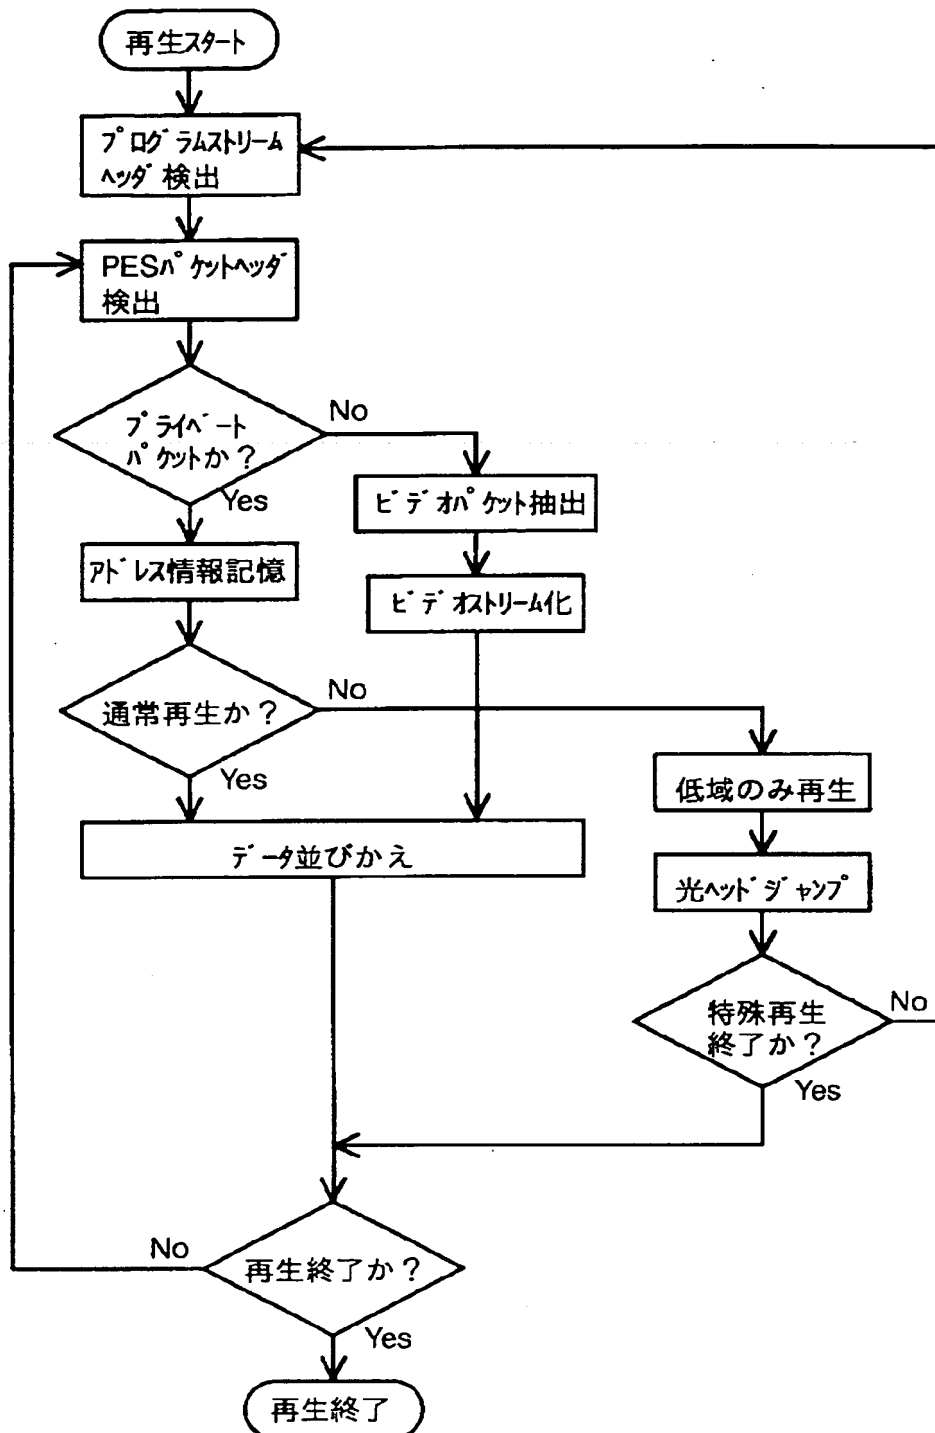 再生スタート
プログラムストリーム
ヘッダ検出
PESパケットヘッダ
検出
プライベート
パケットか？
No
Yes
ビデオパケット抽出
アドレス情報記憶
ビデオストリーム化
通常再生か？
No
Yes
低域のみ再生
データ並びかえ
光ヘッドジャンプ
特殊再生
終了か？
No
Yes
再生終了か？
No
Yes
再生終了